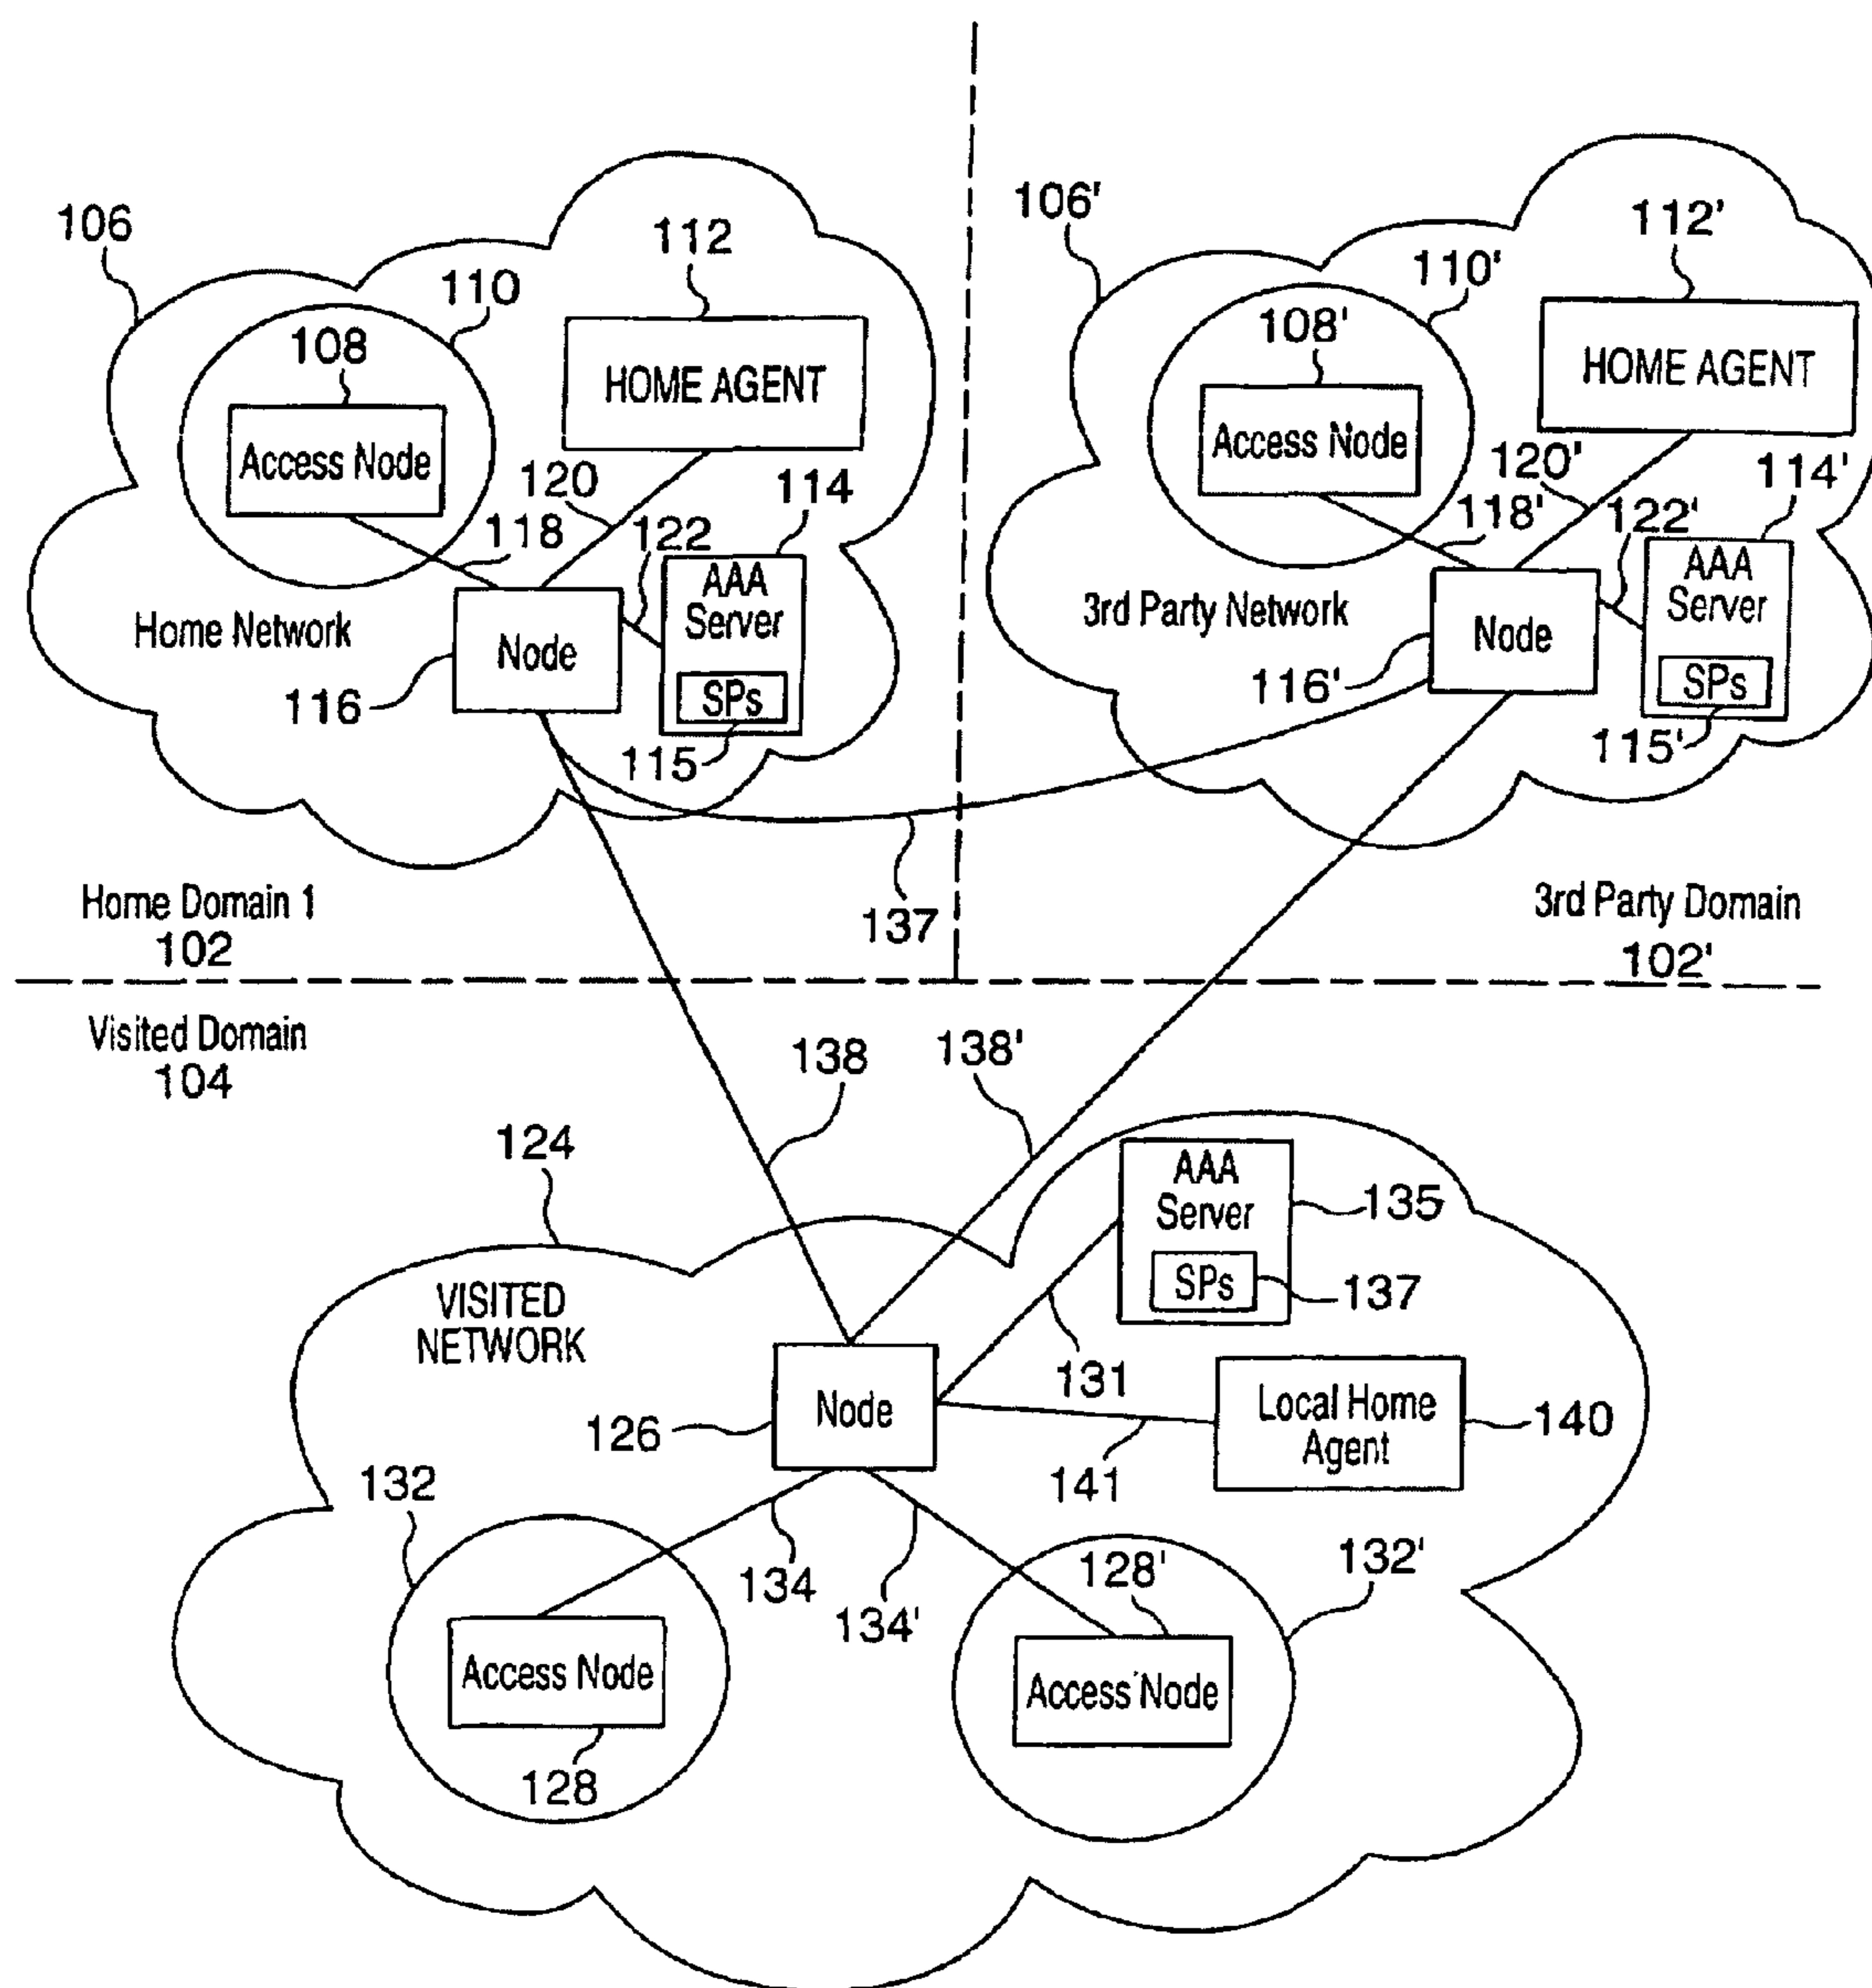 106
110
108
Access Node
112
HOME AGENT
118
120
122
114
AAA
Server
SPs
115
Home Network
Node
116
106'
110'
108'
Access Node
112'
HOME AGENT
118'
120'
122'
114'
AAA
Server
SPs
115'
3rd Party Network
Node
116'
137
Home Domain 1
102
3rd Party Domain
102'
Visited Domain
104
138
138'
124
VISITED
NETWORK
AAA
Server
135
SPs
137
131
Node
126
Local Home
Agent
140
141
132
134
134'
Access Node
128
128'
Access Node
132'